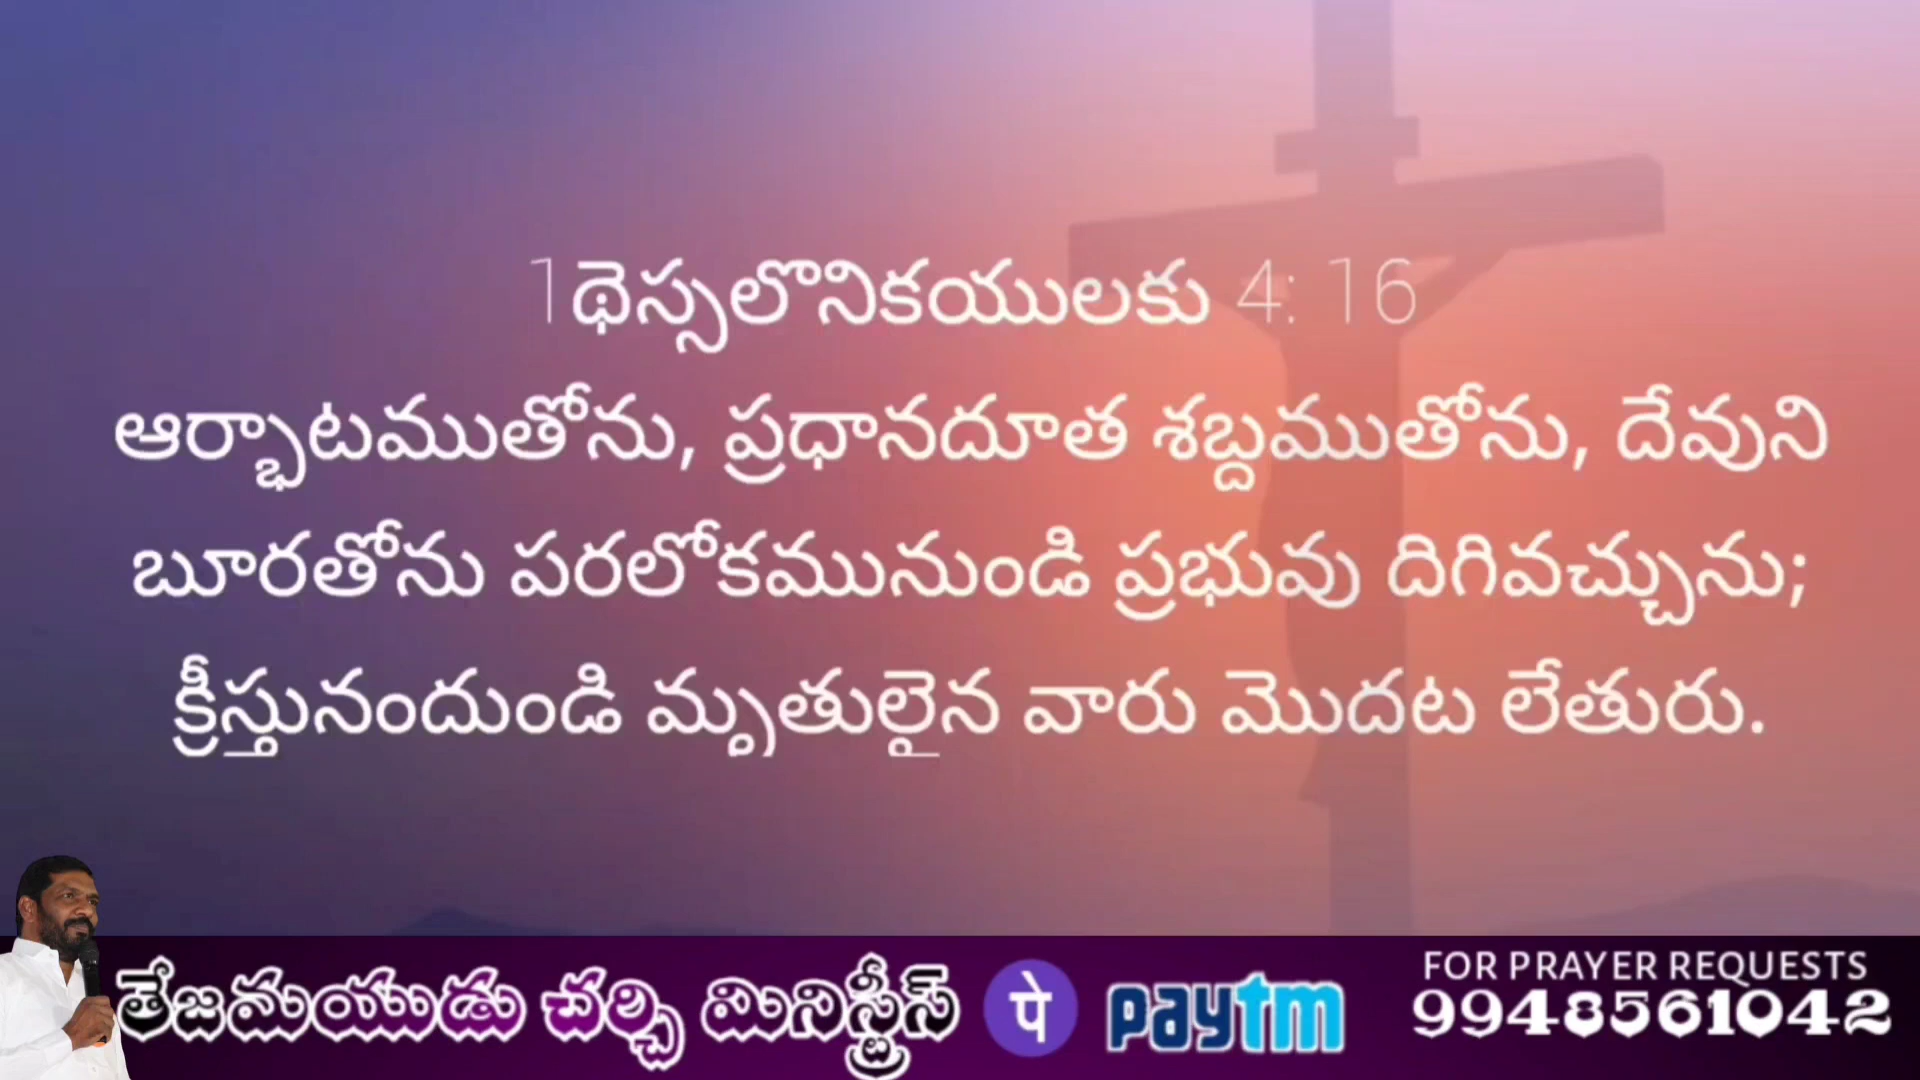 1థెస్సలొనికయులకు 4: 16
ఆర్భాటముతోను, ప్రధానదూత శబ్దముతోను, దేవుని
బూరతోను పరలోకమునుండి ప్రభువు దిగివచ్చును;
క్రీస్తునందుండి మృతులైన వారు మొదట లేతురు.
తేజోమయుడు చర్చి మినిస్ట్రీస్
पे
paytm
FOR PRAYER REQUESTS
9948561042